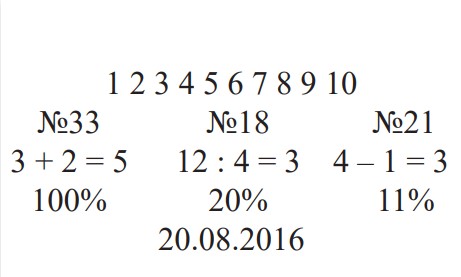 1 2 3 4 5 6 7 8 9 10
№33 №18 №21
3 + 2 = 5 12 : 4 = 3 4 – 1 = 3
100% 20% 11%
20.08.2016